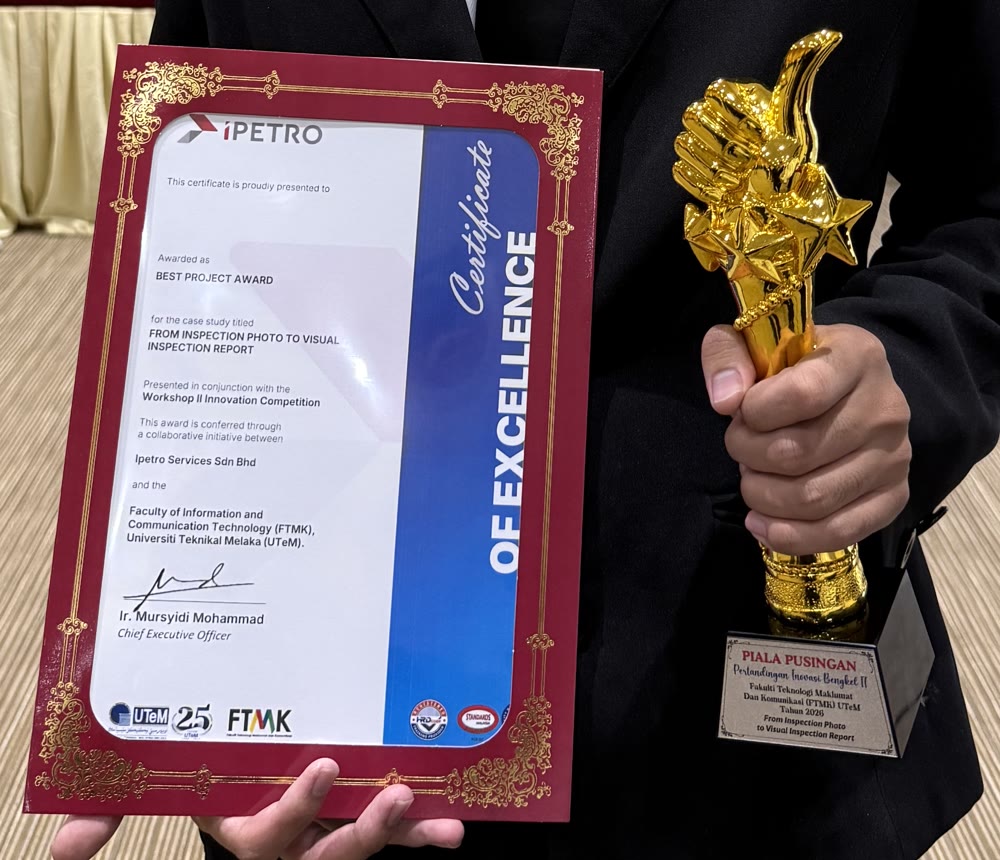 iPETRO
This certificate is proudly presented to
Awarded as
BEST PROJECT AWARD
for the case study titled
FROM INSPECTION PHOTO TO VISUAL
INSPECTION REPORT
Presented in conjunction with the
Workshop II Innovation Competition
This award is conferred through
a collaborative initiative between
Ipetro Services Sdn Bhd
and the
Faculty of Information and
Communication Technology (FTMK),
Universiti Teknikal Melaka (UTeM).
Ir. Mursyidi Mohammad
Chief Executive Officer
UTeM
25
UTeM
FTMK
Certificate
OF EXCELLENCE
HRD
STANDARDS
PIALA PUSINGAN
Pertandingan Inovasi Bengkel II
Fakulti Teknologi Maklumat
Dan Komunikasi (FTMK) UTeM
Tahun 2026
From Inspection Photo
to Visual Inspection Report